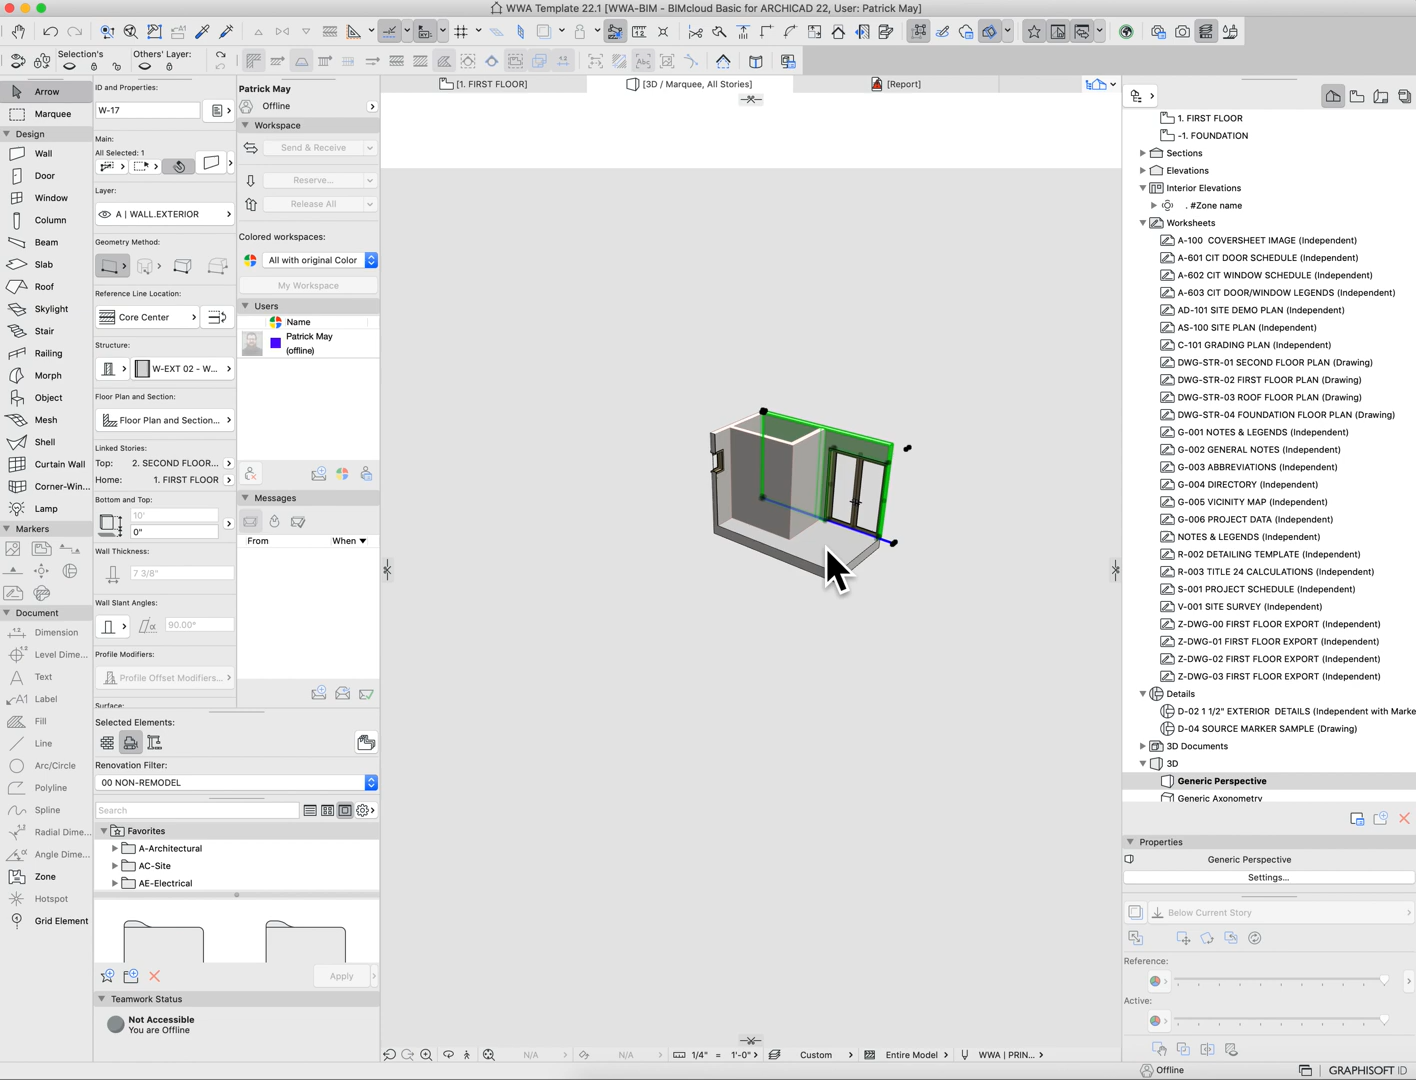 WWA Template 22.1 [WWA-BIM - BIMcloud Basic for ARCHICAD 22, User: Patrick May]
Selection's
Others' Layer:
Arrow
Marquee
Design
Wall
Door
Window
Column
Beam
Slab
Roof
Skylight
Stair
Railing
Morph
Object
Mesh
Shell
Curtain Wall
Corner-Win...
Lamp
Markers
Document
Dimension
Level Dime...
Text
Label
Fill
Line
Arc/Circle
Polyline
Spline
Radial Dime...
Angle Dime...
Zone
Hotspot
Grid Element
ID and Properties:
W-17
Main:
All Selected: 1
Layer:
A | WALL.EXTERIOR
Geometry Method:
Reference Line Location:
Core Center
Structure:
W-EXT 02 - W...
Floor Plan and Section:
Floor Plan and Section...
Linked Stories:
Top: 2. SECOND FLOOR...
Home: 1. FIRST FLOOR
Bottom and Top:
10'
0"
Wall Thickness:
7 3/8"
Wall Slant Angles:
90.00°
Profile Modifiers:
Profile Offset Modifiers...
Surface:
Selected Elements:
Renovation Filter:
00 NON-REMODEL
Search
Favorites
A-Architectural
AC-Site
AE-Electrical
Apply
Teamwork Status
Not Accessible
You are Offline
Patrick May
Offline
Workspace
Send & Receive
Reserve...
Release All
Colored workspaces:
All with original Color
My Workspace
Users
Name
Patrick May
(offline)
Messages
From When ▼
[1. FIRST FLOOR]
[3D / Marquee, All Stories]
[Report]
N/A
N/A
1/4" = 1'-0"
Custom
Entire Model
WWA | PRIN...
1. FIRST FLOOR
-1. FOUNDATION
Sections
Elevations
Interior Elevations
. #Zone name
Worksheets
A-100 COVERSHEET IMAGE (Independent)
A-601 CIT DOOR SCHEDULE (Independent)
A-602 CIT WINDOW SCHEDULE (Independent)
A-603 CIT DOOR/WINDOW LEGENDS (Independent)
AD-101 SITE DEMO PLAN (Independent)
AS-100 SITE PLAN (Independent)
C-101 GRADING PLAN (Independent)
DWG-STR-01 SECOND FLOOR PLAN (Drawing)
DWG-STR-02 FIRST FLOOR PLAN (Drawing)
DWG-STR-03 ROOF FLOOR PLAN (Drawing)
DWG-STR-04 FOUNDATION FLOOR PLAN (Drawing)
G-001 NOTES & LEGENDS (Independent)
G-002 GENERAL NOTES (Independent)
G-003 ABBREVIATIONS (Independent)
G-004 DIRECTORY (Independent)
G-005 VICINITY MAP (Independent)
G-006 PROJECT DATA (Independent)
NOTES & LEGENDS (Independent)
R-002 DETAILING TEMPLATE (Independent)
R-003 TITLE 24 CALCULATIONS (Independent)
S-001 PROJECT SCHEDULE (Independent)
V-001 SITE SURVEY (Independent)
Z-DWG-00 FIRST FLOOR EXPORT (Independent)
Z-DWG-01 FIRST FLOOR EXPORT (Independent)
Z-DWG-02 FIRST FLOOR EXPORT (Independent)
Z-DWG-03 FIRST FLOOR EXPORT (Independent)
Details
D-02 1 1/2" EXTERIOR DETAILS (Independent with Marke
D-04 SOURCE MARKER SAMPLE (Drawing)
3D Documents
3D
Generic Perspective
Generic Axonometry
Properties
Generic Perspective
Settings...
Below Current Story
Reference:
Active:
Offline
GRAPHISOFT ID